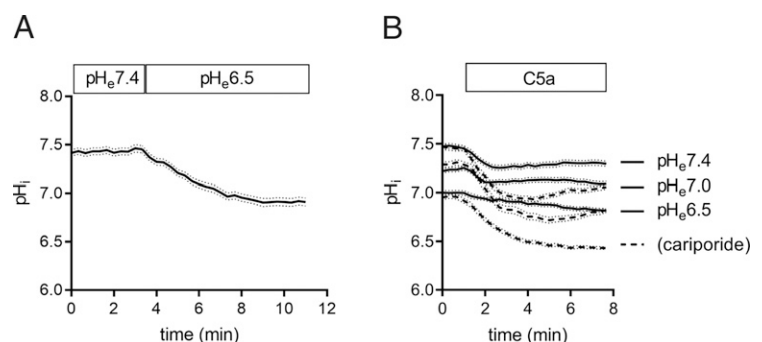 A
pHe7.4 pHe6.5
8.0
7.5
7.0
6.5
6.0
pHi
0 2 4 6 8 10 12
time (min)
B
C5a
8.0
7.5
7.0
6.5
6.0
pHi
0 2 4 6 8
time (min)
pHe7.4
pHe7.0
pHe6.5
(cariporide)